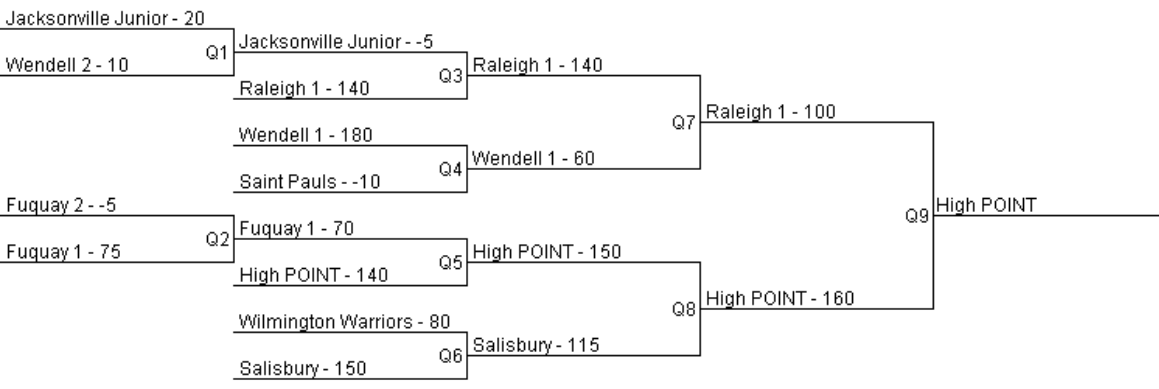 Jacksonville Junior - 20
Q1
Wendell 2 - 10
Jacksonville Junior - -5
Q3
Raleigh 1 - 140
Raleigh 1 - 140
Q7
Wendell 1 - 180
Q4
Saint Pauls - -10
Wendell 1 - 60
Raleigh 1 - 100
Q9
High POINT
Fuquay 2 - -5
Q2
Fuquay 1 - 75
Fuquay 1 - 70
Q5
High POINT - 140
High POINT - 150
Q8
High POINT - 160
Wilmington Warriors - 80
Q6
Salisbury - 150
Salisbury - 115